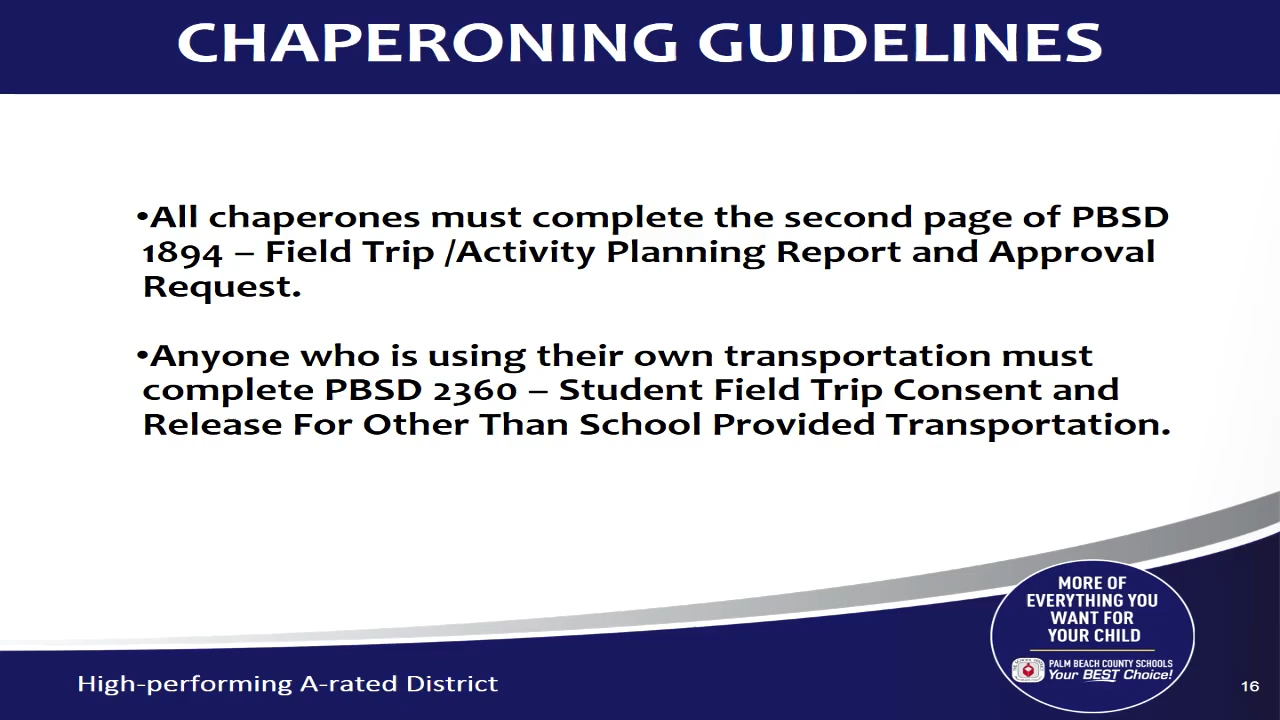 CHAPERONING GUIDELINES
•All chaperones must complete the second page of PBSD
1894 – Field Trip /Activity Planning Report and Approval
Request.
•Anyone who is using their own transportation must
complete PBSD 2360 – Student Field Trip Consent and
Release For Other Than School Provided Transportation.
MORE OF
EVERYTHING YOU
WANT FOR
YOUR CHILD
PALM BEACH COUNTY SCHOOLS
Your BEST Choice!
High-performing A-rated District
16